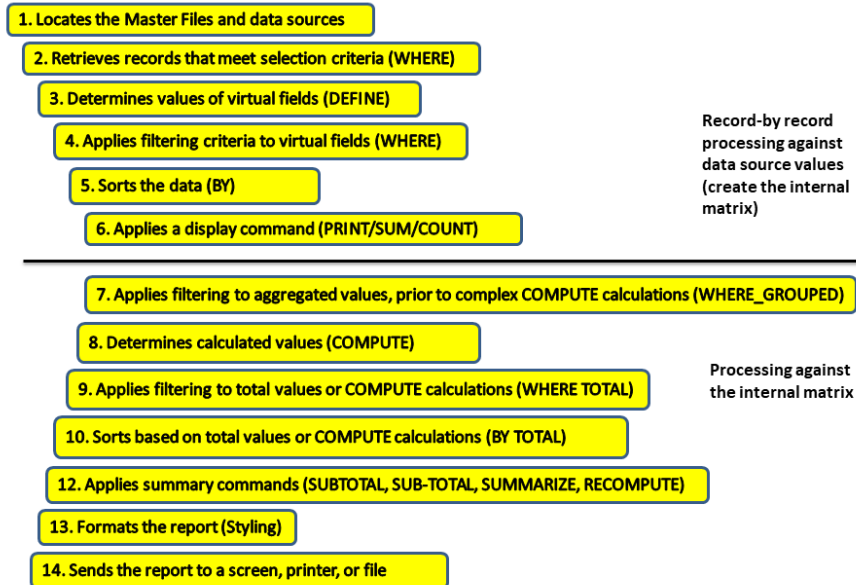 1. Locates the Master Files and data sources
2. Retrieves records that meet selection criteria (WHERE)
3. Determines values of virtual fields (DEFINE)
4. Applies filtering criteria to virtual fields (WHERE)
5. Sorts the data (BY)
6. Applies a display command (PRINT/SUM/COUNT)
Record-by record
processing against
data source values
(create the internal
matrix)
7. Applies filtering to aggregated values, prior to complex COMPUTE calculations (WHERE_GROUPED)
8. Determines calculated values (COMPUTE)
9. Applies filtering to total values or COMPUTE calculations (WHERE TOTAL)
10. Sorts based on total values or COMPUTE calculations (BY TOTAL)
12. Applies summary commands (SUBTOTAL, SUB-TOTAL, SUMMARIZE, RECOMPUTE)
13. Formats the report (Styling)
14. Sends the report to a screen, printer, or file
Processing against
the internal matrix